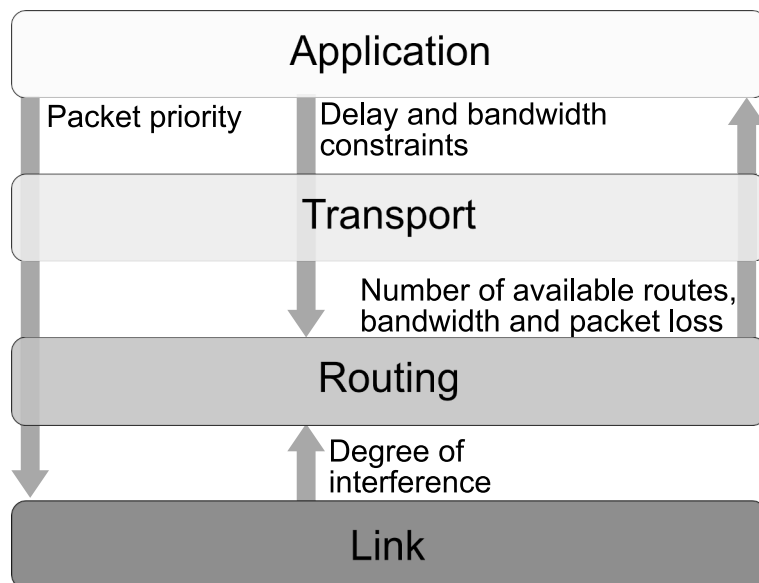 Application
Packet priority
Delay and bandwidth
constraints
Transport
Number of available routes,
bandwidth and packet loss
Routing
Degree of
interference
Link